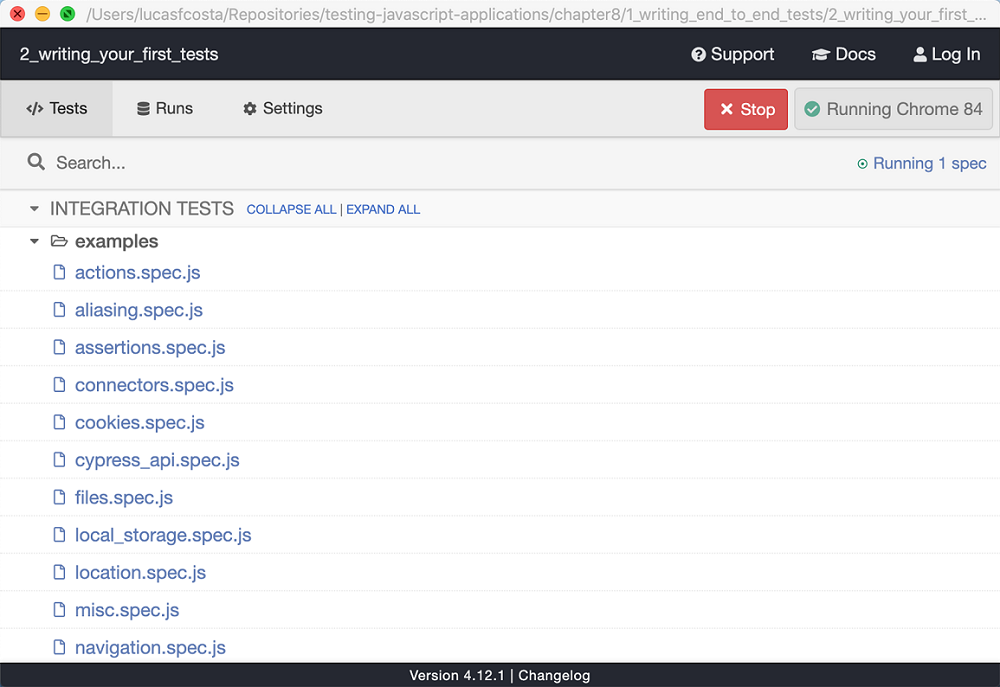 /Users/lucasfcosta/Repositories/testing-javascript-applications/chapter8/1_writing_end_to_end_tests/2_writing_your_first_...
2_writing_your_first_tests Support Docs Log In
Tests Runs Settings Stop Running Chrome 84
Search... Running 1 spec
INTEGRATION TESTS COLLAPSE ALL | EXPAND ALL
examples
actions.spec.js
aliasing.spec.js
assertions.spec.js
connectors.spec.js
cookies.spec.js
cypress_api.spec.js
files.spec.js
local_storage.spec.js
location.spec.js
misc.spec.js
navigation.spec.js
Version 4.12.1 | Changelog